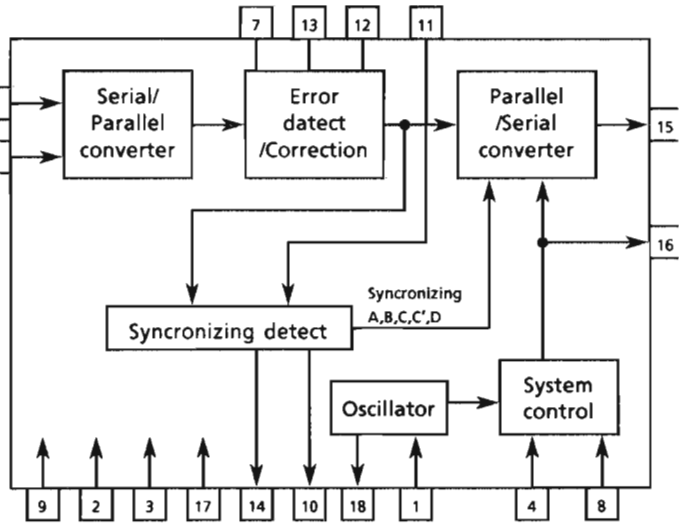 7
13
12
11
Serial/
Parallel
converter
Error
datect
/Correction
Parallel
/Serial
converter
15
16
Syncronizing
A,B,C,C',D
Syncronizing detect
Oscillator
System
control
9
2
3
17
14
10
18
1
4
8